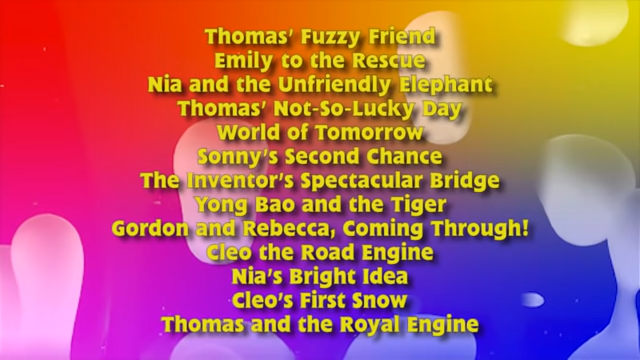 Thomas' Fuzzy Friend
Emily to the Rescue
Nia and the Unfriendly Elephant
Thomas' Not-So-Lucky Day
World of Tomorrow
Sonny's Second Chance
The Inventor's Spectacular Bridge
Yong Bao and the Tiger
Gordon and Rebecca, Coming Through!
Cleo the Road Engine
Nia's Bright Idea
Cleo's First Snow
Thomas and the Royal Engine